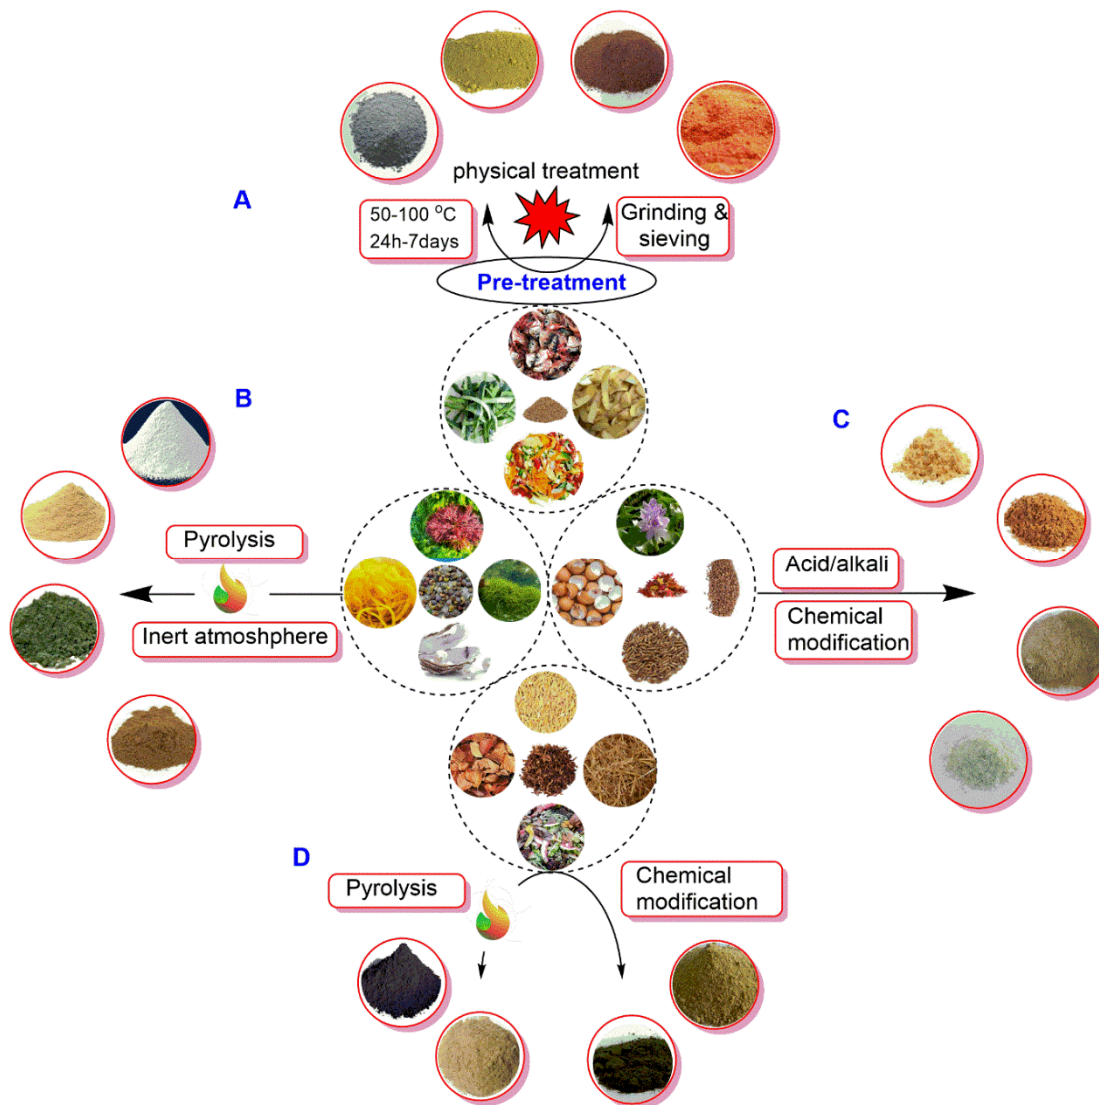 physical treatment
A
50-100 °C
24h-7days
Grinding &
sieving
Pre-treatment
B
C
Pyrolysis
Inert atmoshphere
Acid/alkali
Chemical
modification
D
Pyrolysis
Chemical
modification